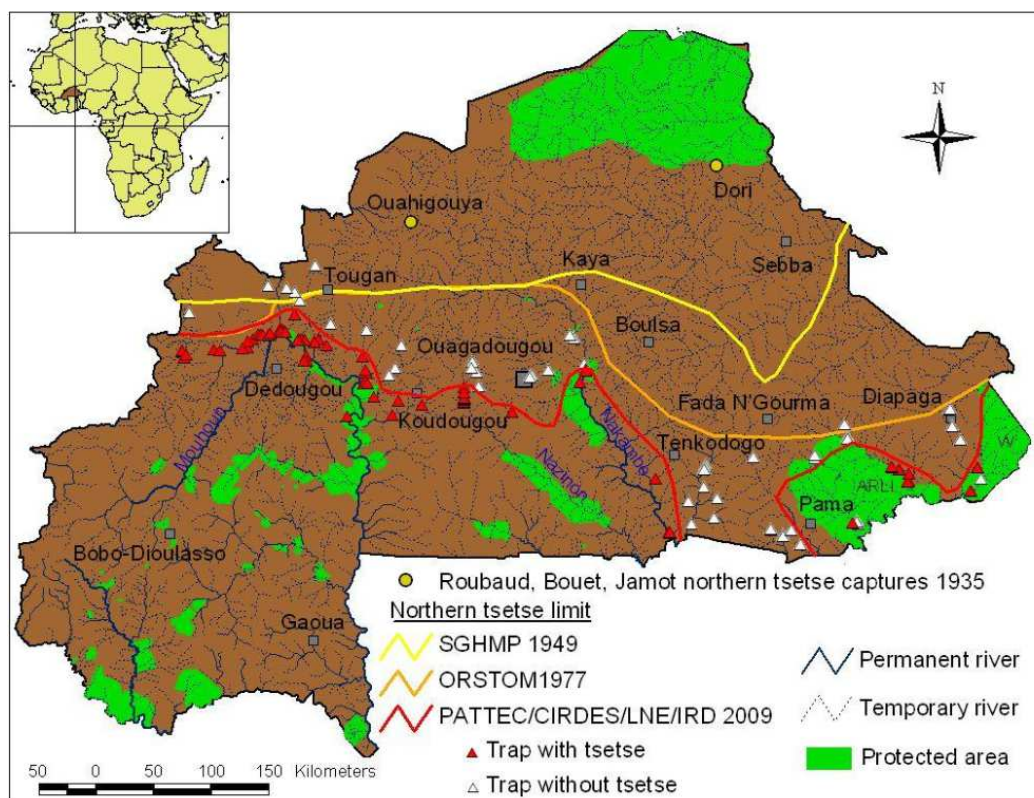 N
Dori
Ouahigouya
Sebba
Kaya
Tougan
Boulsa
Ouagadougou
Dedougou
Koudougou
Fada N'Gourma
Diapaga
Mouhoun
Nakambe
Tenkodogo
Nazinon
W
ARLI
Pama
Bobo-Dioulasso
Gaoua
Roubaud, Bouet, Jamot northern tsetse captures 1935
Northern tsetse limit
SGHMP 1949
ORSTOM1977
PATTEC/CIRDES/LNE/IRD 2009
Trap with tsetse
Trap without tsetse
Permanent river
Temporary river
Protected area
50 0 50 100 150 Kilometers